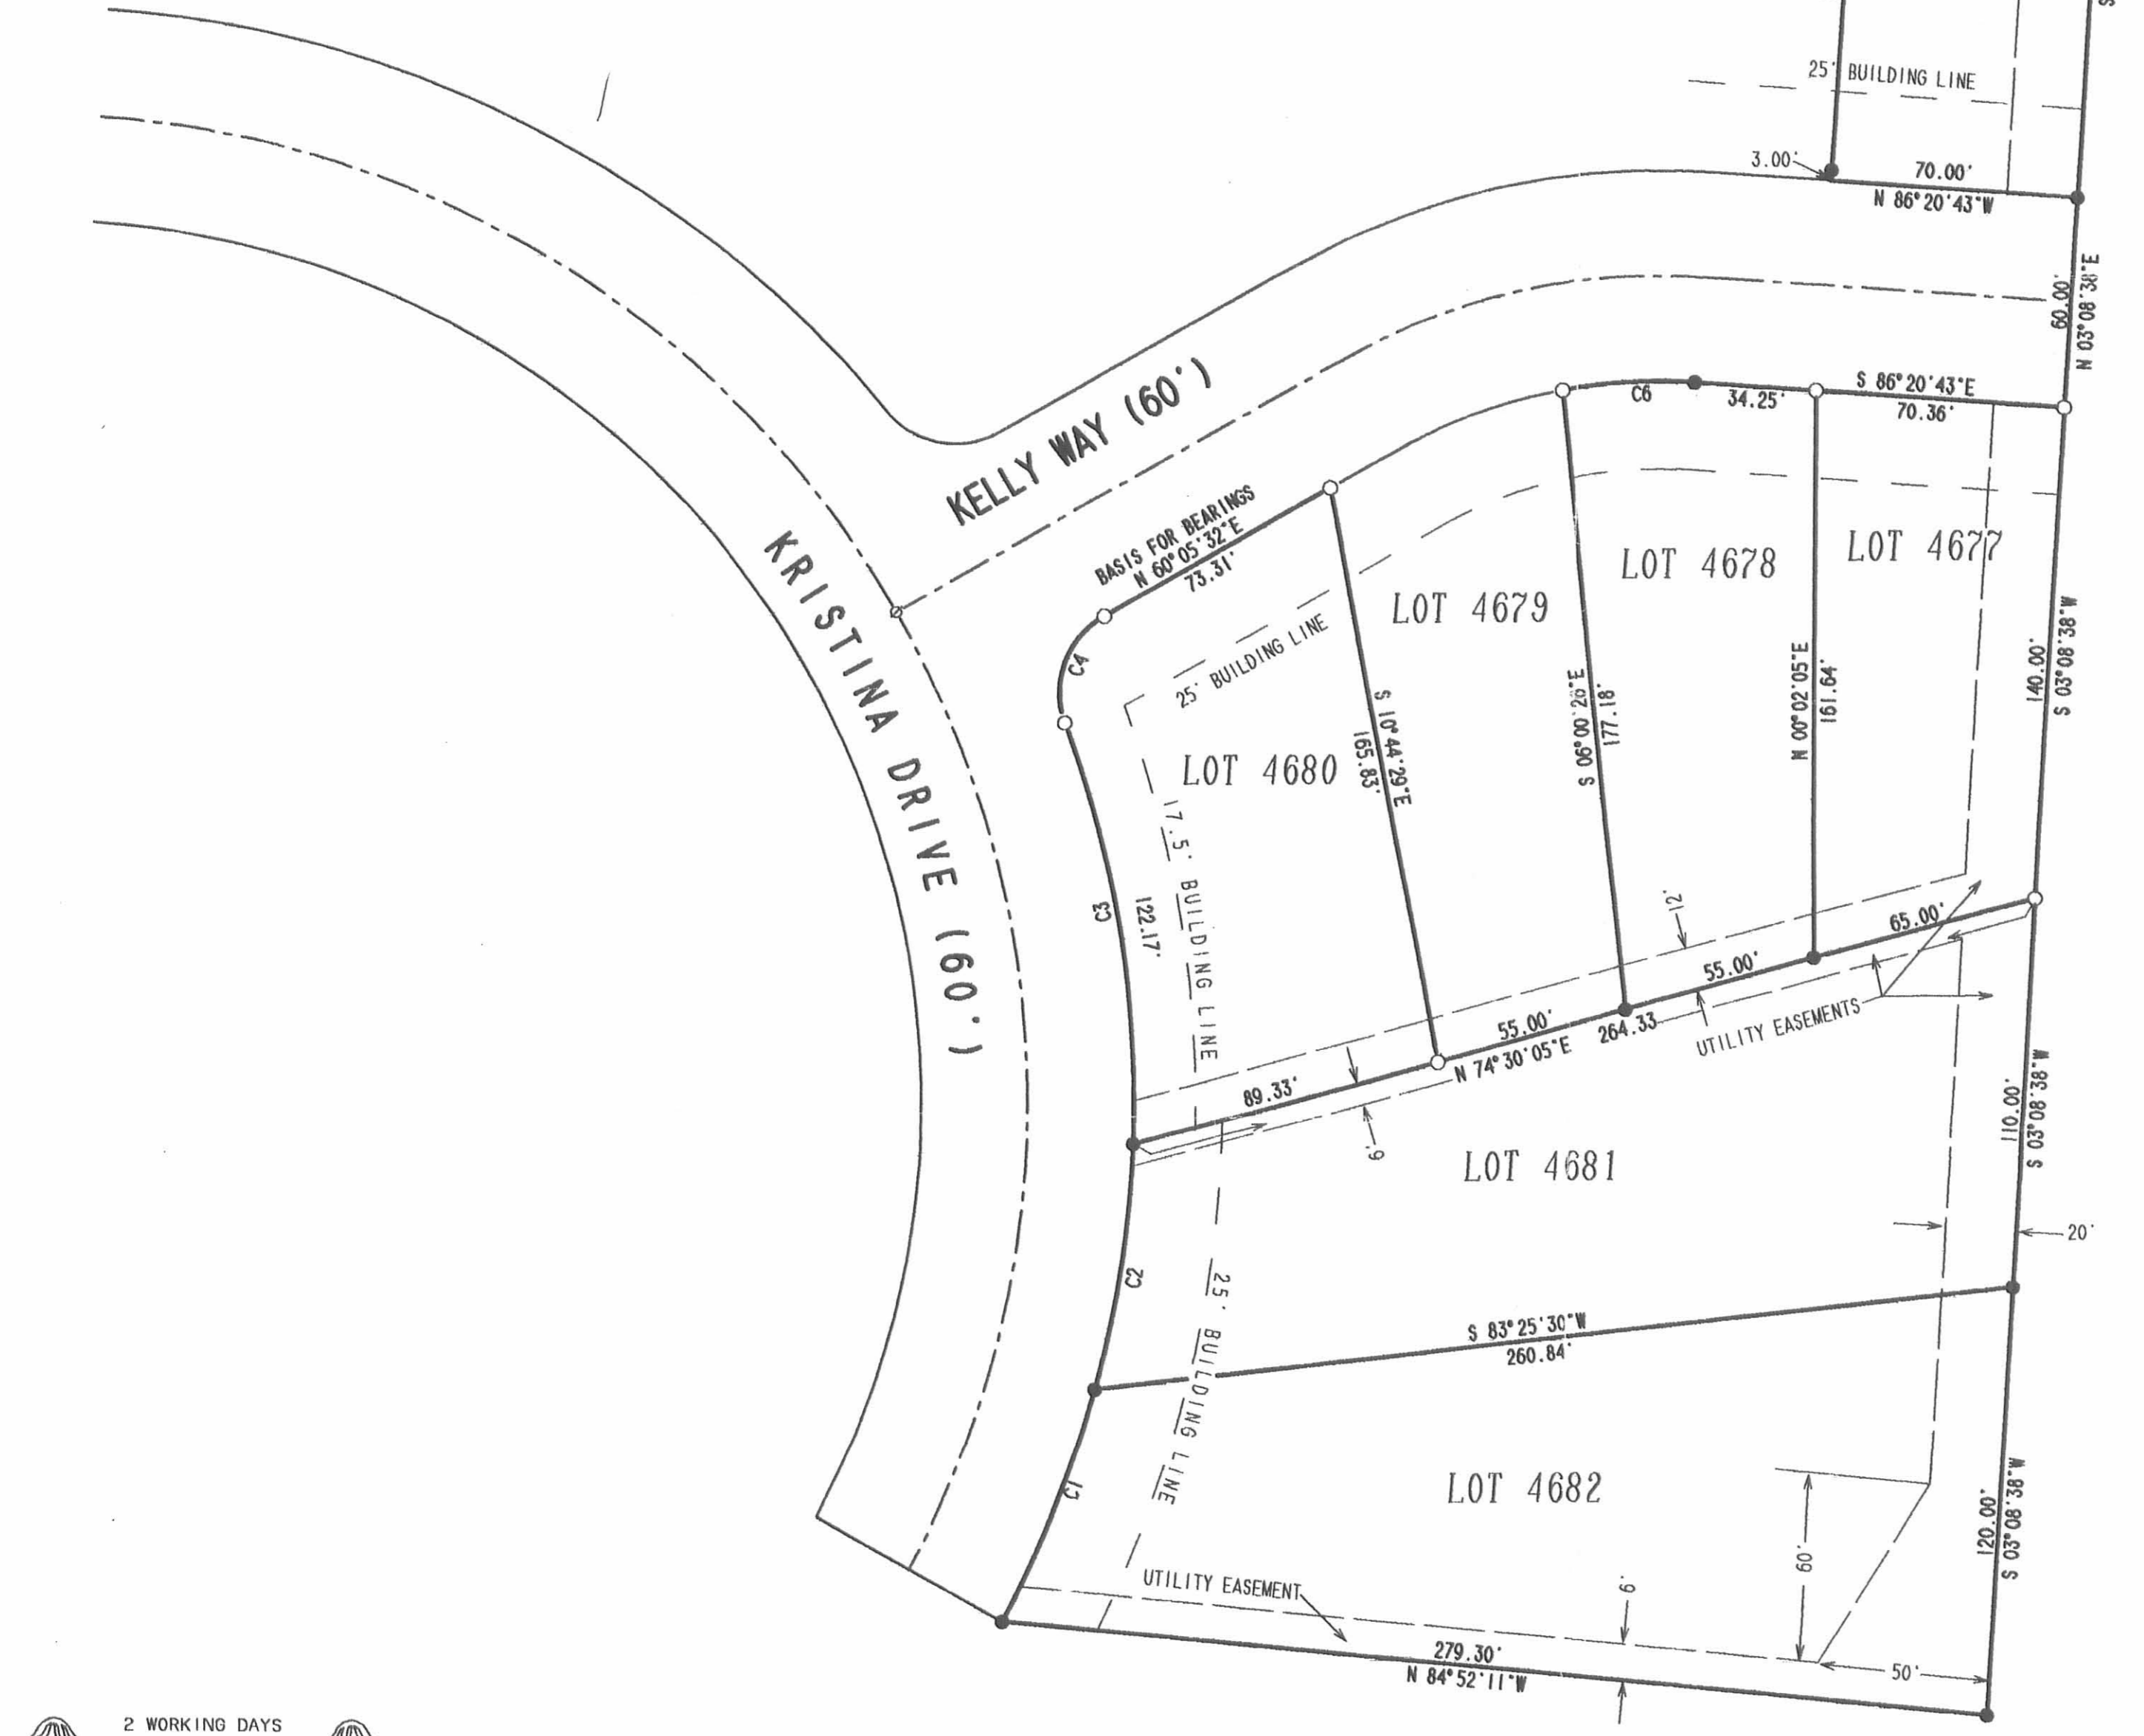 S
25' BUILDING LINE
3.00'
70.00'
N 86°20'43"W
60.00'
N 03°08'38"E
S 86°20'43"E
70.36'
C6
34.25'
KELLY WAY (60')
BASIS FOR BEARINGS
N 60°05'32"E
73.31'
KRISTINA DRIVE (60')
LOT 4677
LOT 4678
LOT 4679
LOT 4680
25' BUILDING LINE
C4
C3
122.17'
17.5' BUILDING LINE
S 10°44'29"E
165.83'
S 06°00'26"E
177.18'
N 00°02'05"E
161.64'
140.00'
S 03°08'38"W
12'
65.00'
55.00'
55.00'
264.33
N 74°30'05"E
89.33'
UTILITY EASEMENTS
6'
LOT 4681
110.00'
S 03°08'38"W
20'
C2
25' BUILDING LINE
S 83°25'30"W
260.84'
LOT 4682
C1
120.00'
S 03°08'38"W
60'
UTILITY EASEMENT
6'
50'
279.30'
N 84°52'11"W
2 WORKING DAYS